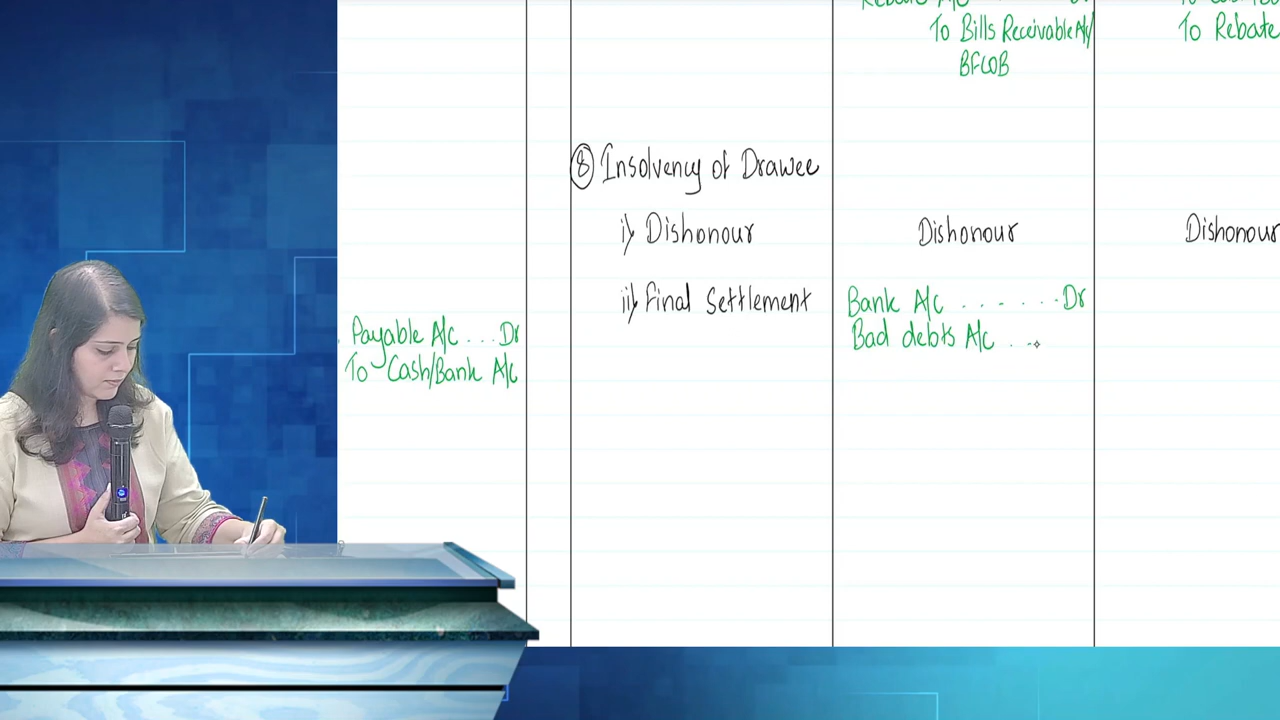 To Bills Receivable A/c/
BFCOB
To Rebate
⑧ Insolvency of Drawee
i) Dishonour
Dishonour
Dishonour
ii) Final Settlement
Bank A/c . . . . . . . Dr
Bad debts A/c . . .
Payable A/c . . . Dr
To Cash/Bank A/c